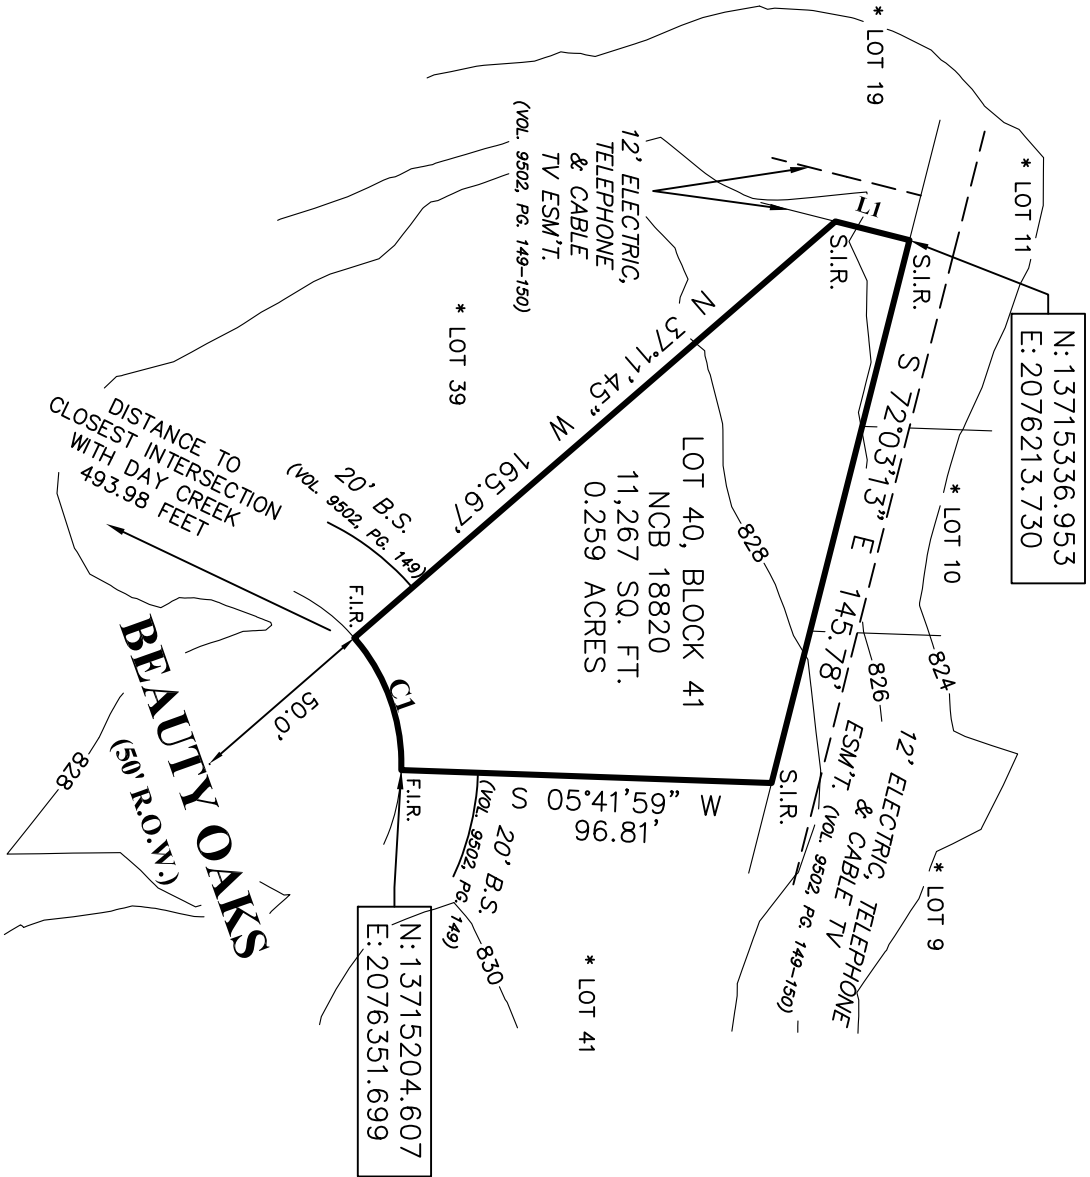 * LOT 19
* LOT 11
* LOT 10
* LOT 9
N: 13715336.953
E: 2076213.730
12' ELECTRIC,
TELEPHONE
& CABLE
TV ESM'T.
(VOL. 9502, PG. 149-150)
L1
S.I.R.
S.I.R.
S 72°03'13" E 145.78'
824
826
828
12' ELECTRIC, TELEPHONE
& CABLE TV
ESM'T. (VOL. 9502, PG. 149-150)
S.I.R.
LOT 40, BLOCK 41
NCB 18820
11,267 SQ. FT.
0.259 ACRES
N 37°11'45" W 165.67'
* LOT 39
S 05°41'59" W
96.81'
* LOT 41
20' B.S.
(VOL. 9502, PG. 149)
20' B.S.
(VOL. 9502, PG. 149)
830
F.I.R.
C1
F.I.R.
50.0'
DISTANCE TO
CLOSEST INTERSECTION
WITH DAY CREEK
493.98 FEET
BEAUTY OAKS
(50' R.O.W.)
828
N: 13715204.607
E: 2076351.699